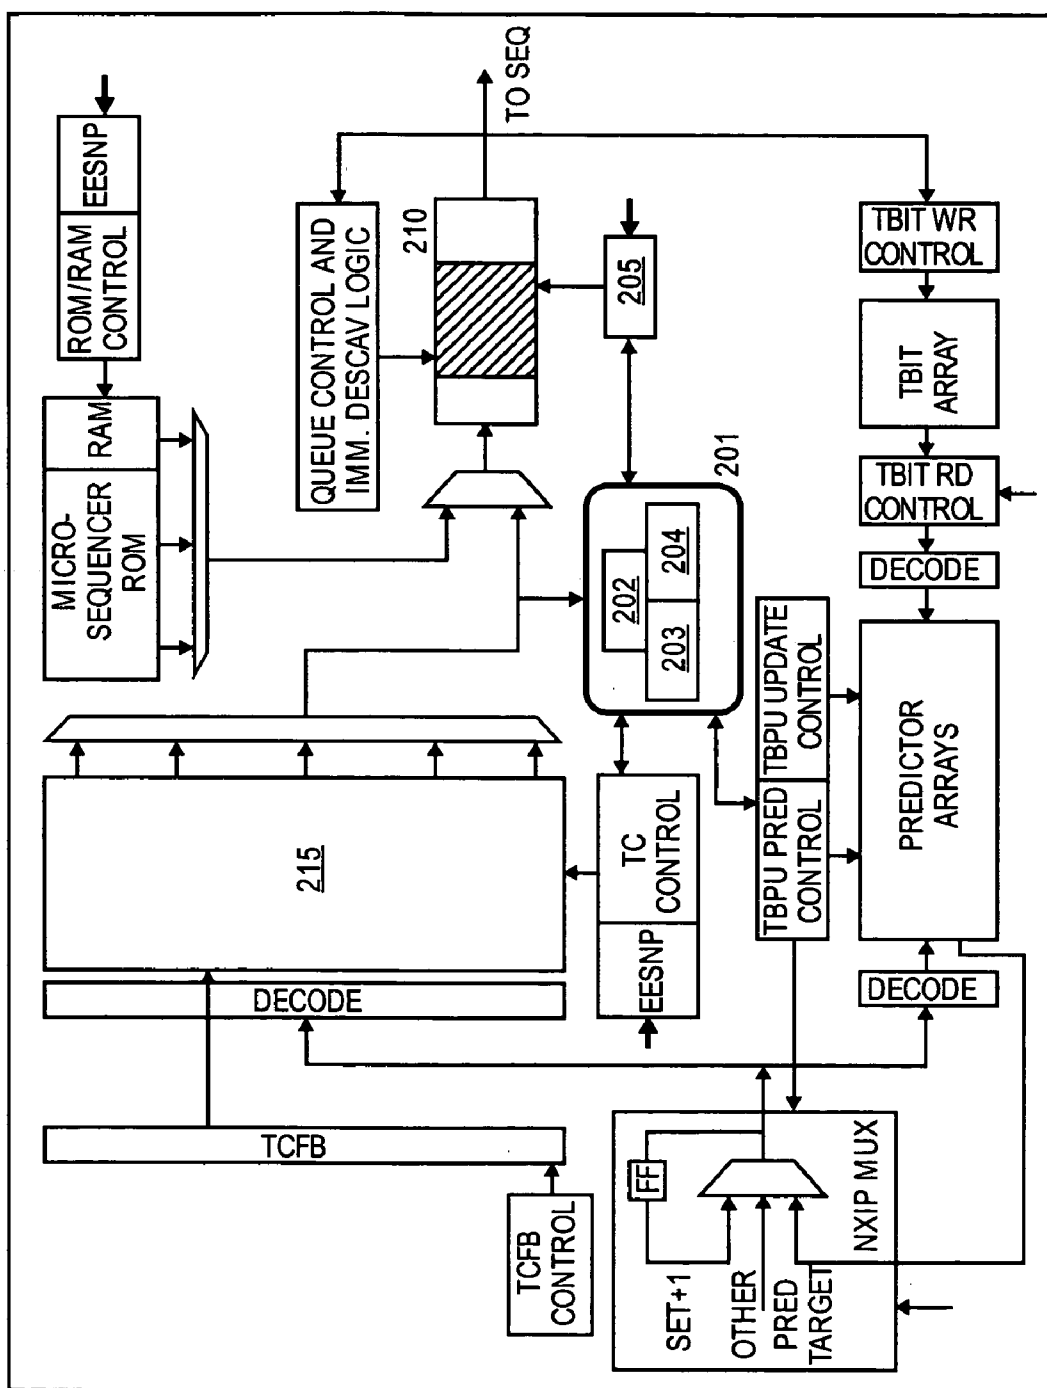 EESNP
ROM/RAM
CONTROL
RAM
MICRO-
SEQUENCER
ROM
TO SEQ
QUEUE CONTROL AND
IMM. DESCAV LOGIC
210
205
TBIT WR
CONTROL
TBIT
ARRAY
TBIT RD
CONTROL
DECODE
201
202
203
204
215
DECODE
TCFB
TCFB
CONTROL
TC
CONTROL
EESNP
TBPU UPDATE
CONTROL
TBPU PRED
CONTROL
PREDICTOR
ARRAYS
DECODE
FF
SET+1
OTHER
PRED
TARGET
NXIP MUX